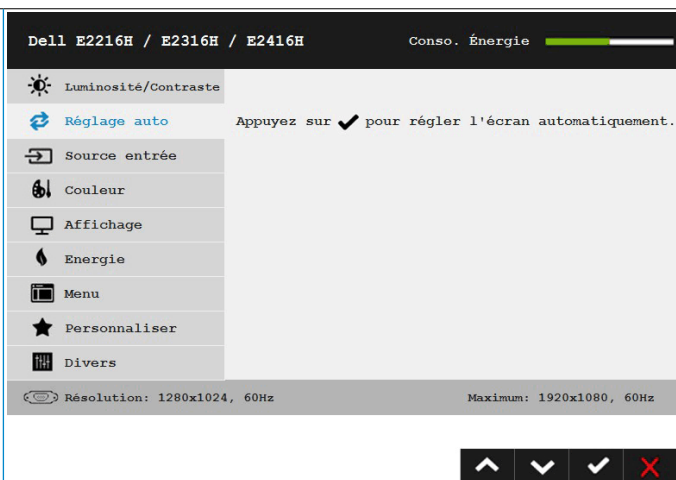 Dell E2216H / E2316H / E2416H Conso. Énergie
Luminosité/Contraste
Réglage auto
Appuyez sur ✔ pour régler l'écran automatiquement.
Source entrée
Couleur
Affichage
Energie
Menu
Personnaliser
Divers
Résolution: 1280x1024, 60Hz Maximum: 1920x1080, 60Hz